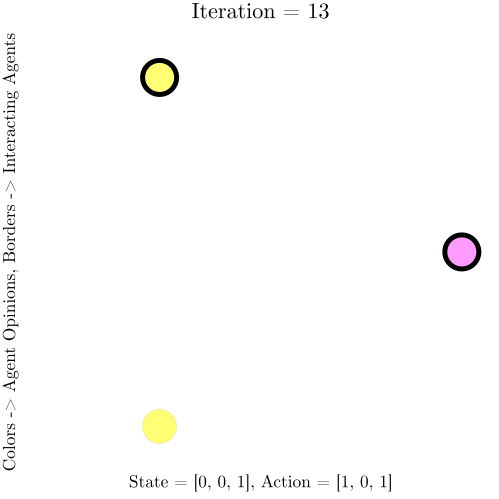 Iteration = 13
Colors -> Agent Opinions, Borders -> Interacting Agents
State = [0, 0, 1], Action = [1, 0, 1]